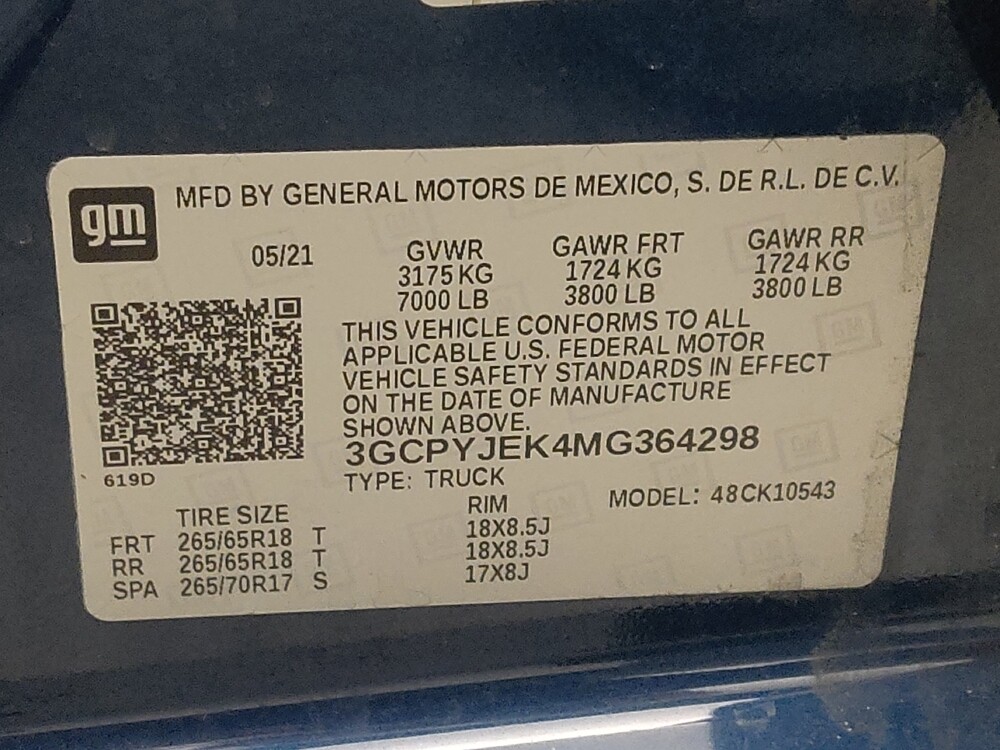 gm
MFD BY GENERAL MOTORS DE MEXICO, S. DE R.L. DE C.V.
05/21 GVWR GAWR FRT GAWR RR
3175 KG 1724 KG 1724 KG
7000 LB 3800 LB 3800 LB
THIS VEHICLE CONFORMS TO ALL
APPLICABLE U.S. FEDERAL MOTOR
VEHICLE SAFETY STANDARDS IN EFFECT
ON THE DATE OF MANUFACTURE
SHOWN ABOVE.
3GCPYJEK4MG364298
619D
TYPE: TRUCK
MODEL: 48CK10543
TIRE SIZE RIM
FRT 265/65R18 T 18X8.5J
RR 265/65R18 T 18X8.5J
SPA 265/70R17 S 17X8J